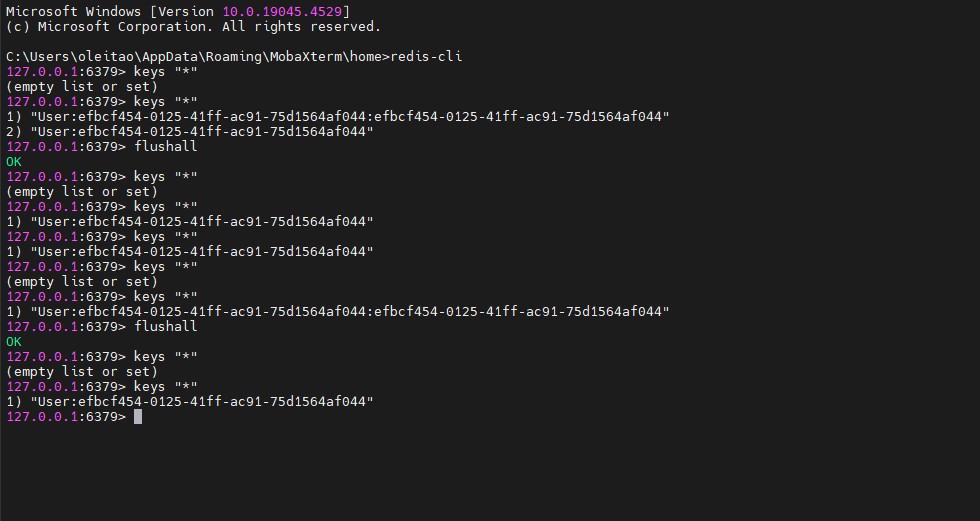 Microsoft Windows [Version 10.0.19045.4529]
(c) Microsoft Corporation. All rights reserved.
C:\Users\oleitao\AppData\Roaming\MobaXterm\home>redis-cli
127.0.0.1:6379> keys "*"
(empty list or set)
127.0.0.1:6379> keys "*"
1) "User:efbcf454-0125-41ff-ac91-75d1564af044:efbcf454-0125-41ff-ac91-75d1564af044"
2) "User:efbcf454-0125-41ff-ac91-75d1564af044"
127.0.0.1:6379> flushall
OK
127.0.0.1:6379> keys "*"
(empty list or set)
127.0.0.1:6379> keys "*"
1) "User:efbcf454-0125-41ff-ac91-75d1564af044"
127.0.0.1:6379> keys "*"
1) "User:efbcf454-0125-41ff-ac91-75d1564af044"
127.0.0.1:6379> keys "*"
(empty list or set)
127.0.0.1:6379> keys "*"
1) "User:efbcf454-0125-41ff-ac91-75d1564af044:efbcf454-0125-41ff-ac91-75d1564af044"
127.0.0.1:6379> flushall
OK
127.0.0.1:6379> keys "*"
(empty list or set)
127.0.0.1:6379> keys "*"
1) "User:efbcf454-0125-41ff-ac91-75d1564af044"
127.0.0.1:6379>